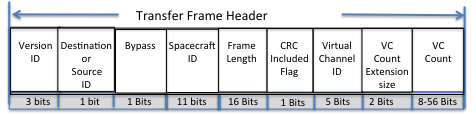 Transfer Frame Header
Version
ID
Destination
or
Source
ID
Bypass
Spacecraft
ID
Frame
Length
CRC
Included
Flag
Virtual
Channel
ID
VC
Count
Extension
size
VC
Count
3 bits
1 bit
1 Bits
11 bits
16 Bits
1 Bits
5 Bits
2 Bits
8-56 Bits